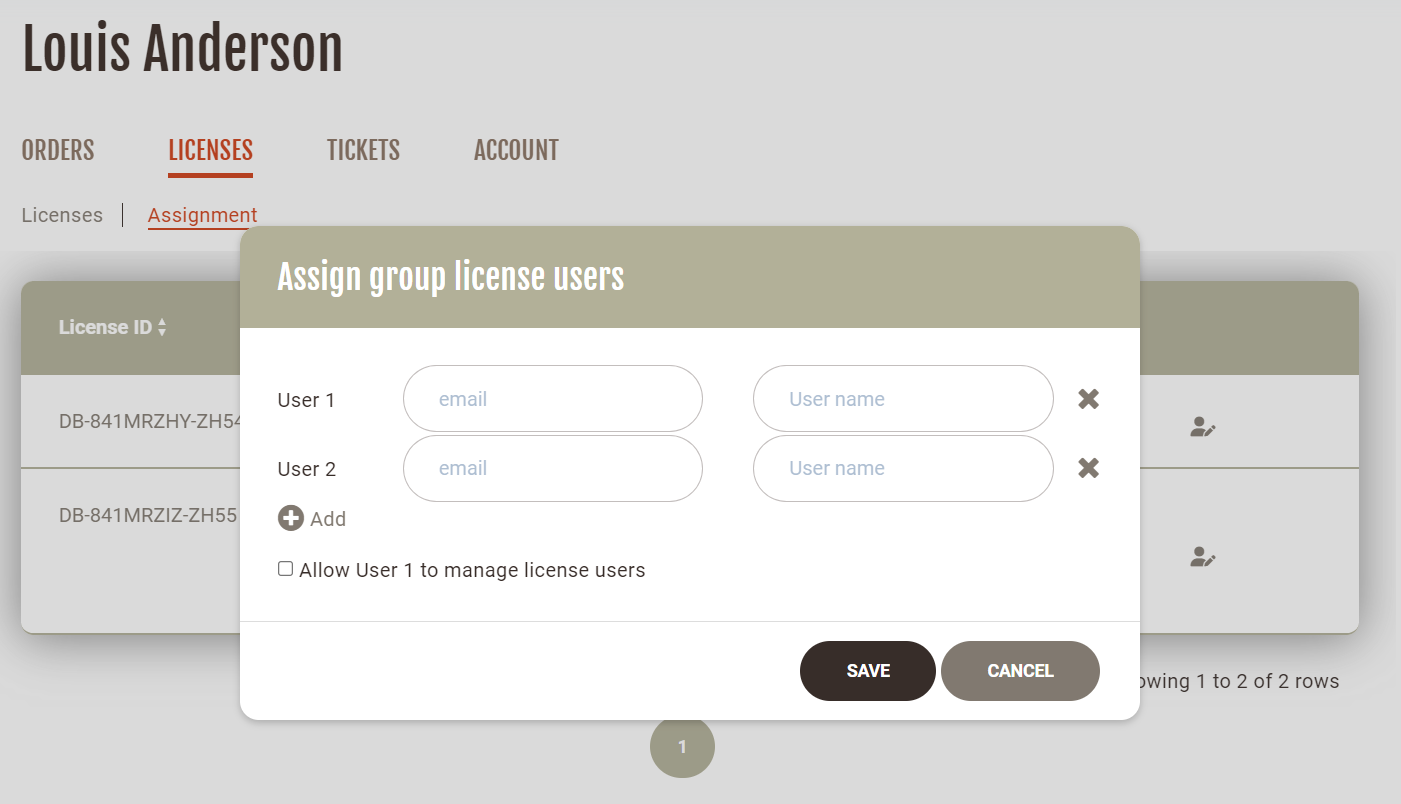 Louis Anderson
ORDERS LICENSES TICKETS ACCOUNT
Licenses Assignment
Assign group license users
License ID
User 1 email User name
DB-841MRZHY-ZH54
User 2 email User name
DB-841MRZIZ-ZH55
Add
Allow User 1 to manage license users
SAVE CANCEL
owing 1 to 2 of 2 rows
1